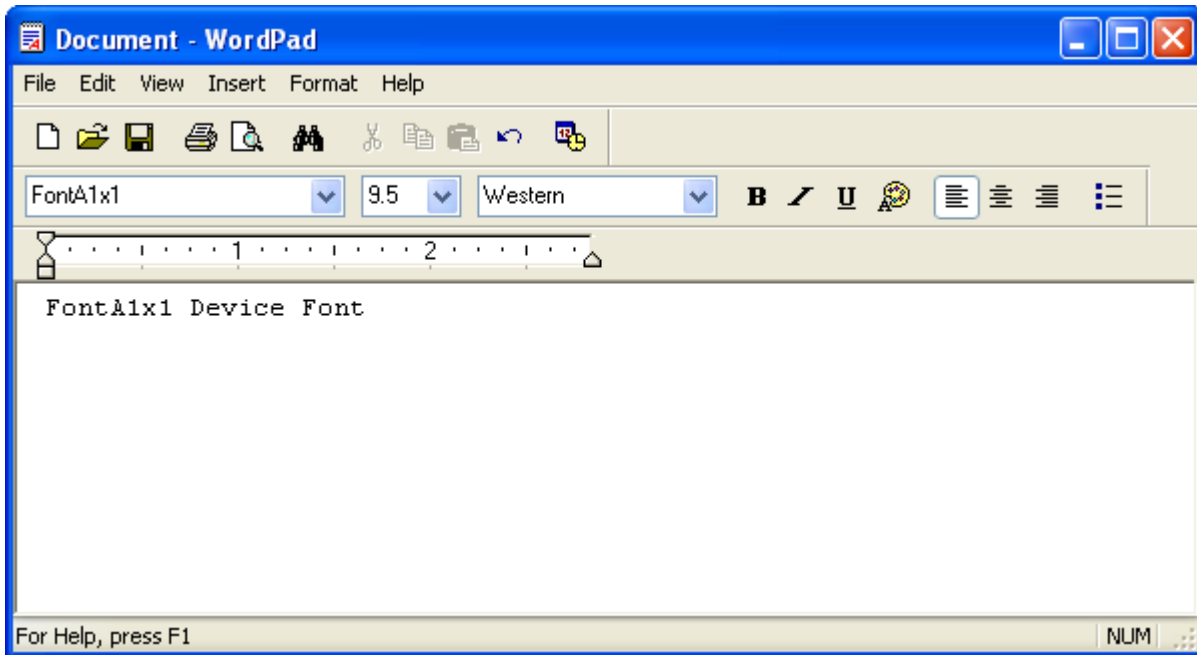 Document - WordPad
File Edit View Insert Format Help
FontA1x1 9.5 Western B U A
1 2
FontA1x1 Device Font
For Help, press F1 NUM